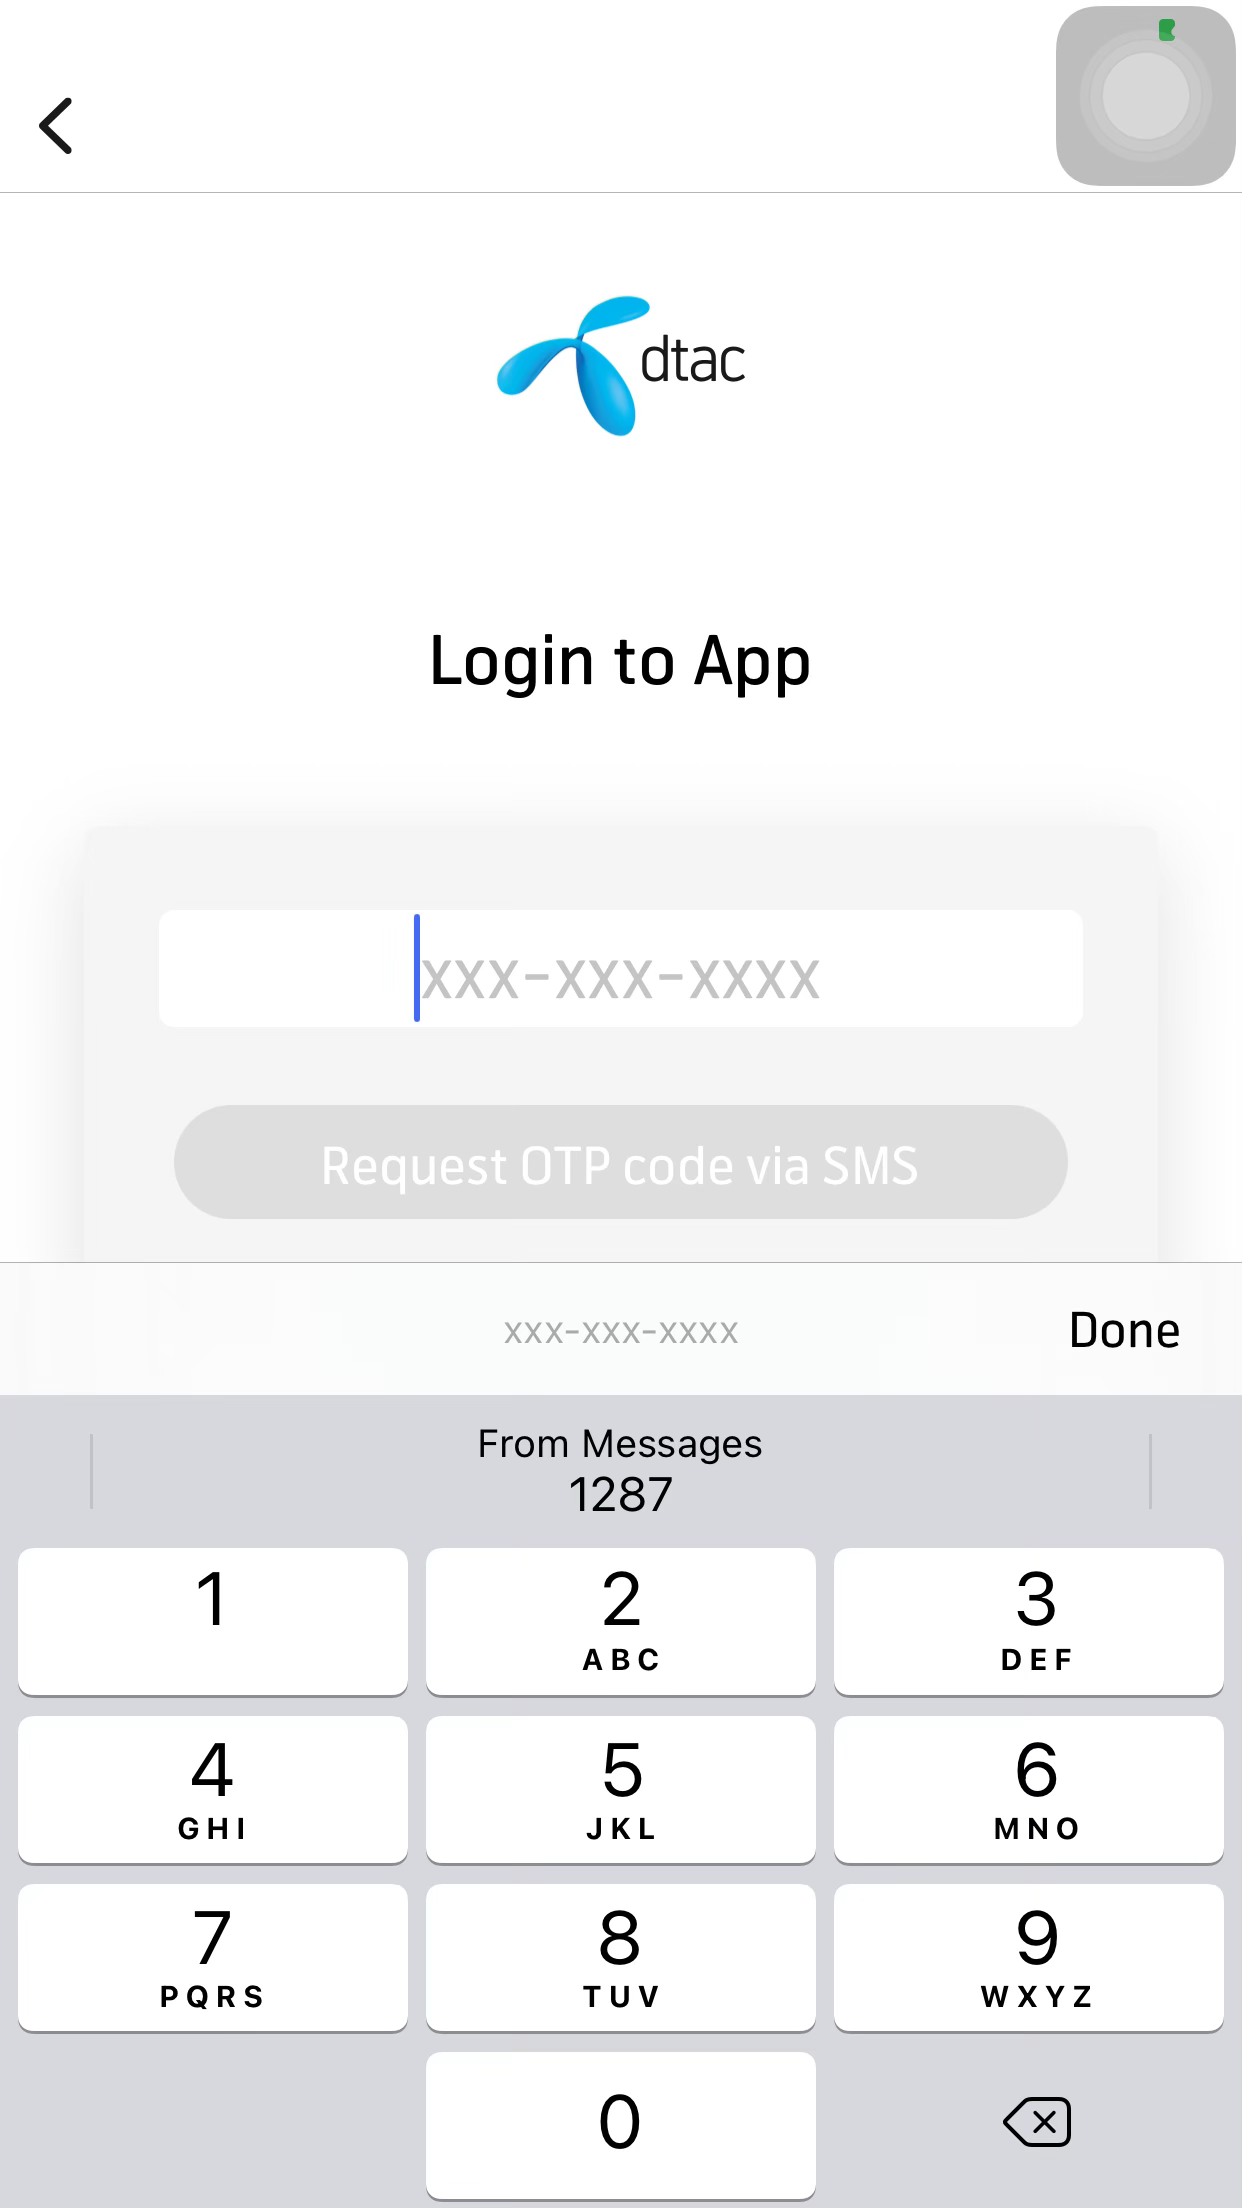 dtac
Login to App
xxx-xxx-xxxx
Request OTP code via SMS
xxx-xxx-xxxx
Done
From Messages
1287
1
2
ABC
3
DEF
4
GHI
5
JKL
6
MNO
7
PQRS
8
TUV
9
WXYZ
0